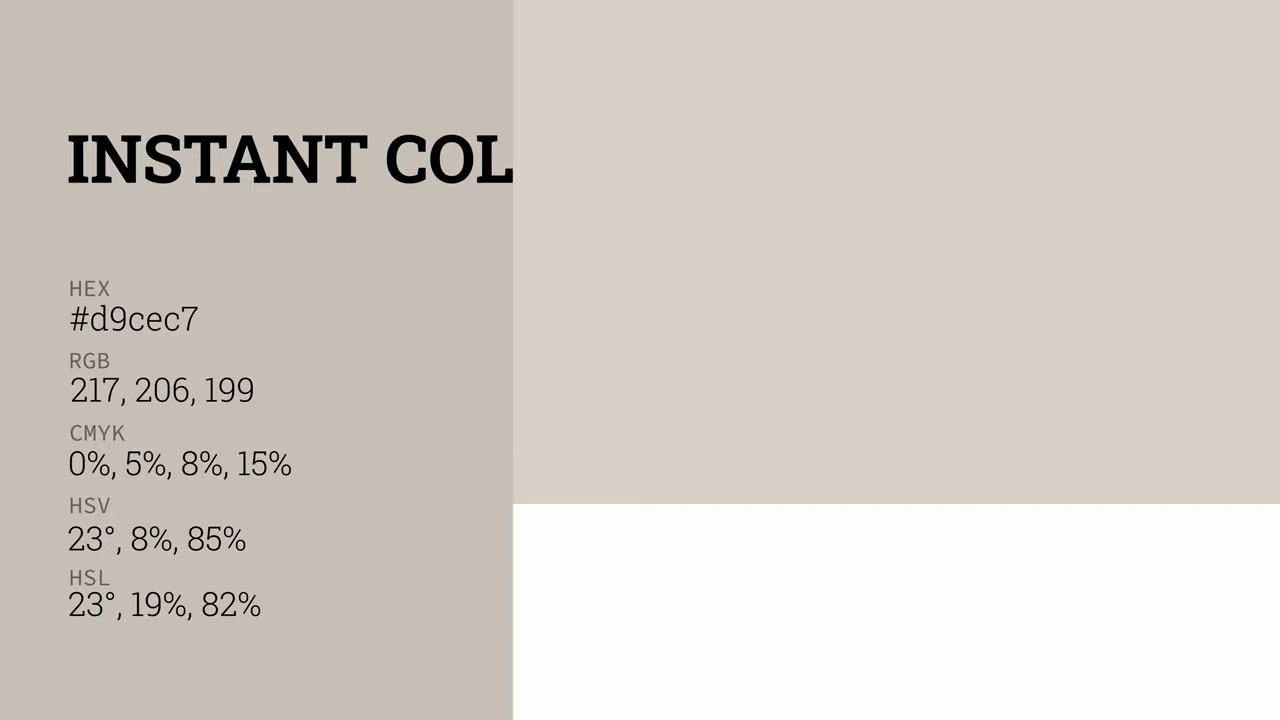 INSTANT COL
HEX
#d9cec7
RGB
217, 206, 199
CMYK
0%, 5%, 8%, 15%
HSV
23°, 8%, 85%
HSL
23°, 19%, 82%